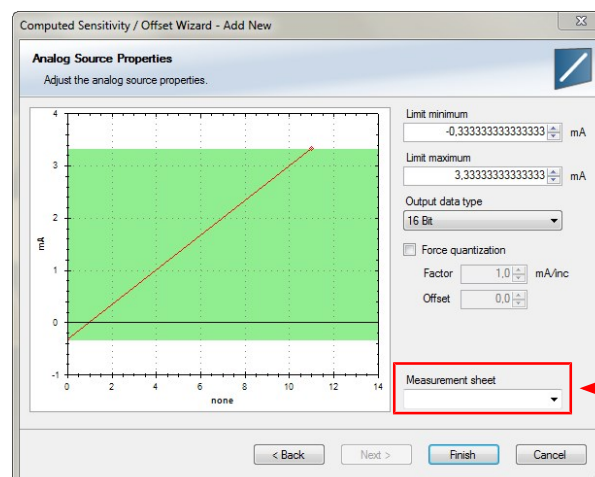 Computed Sensitivity / Offset Wizard - Add New
Analog Source Properties
Adjust the analog source properties.
4
3
2
1
0
-1
mA
0 2 4 6 8 10 12 14
none
Limit minimum
-0,333333333333333 mA
Limit maximum
3,33333333333333 mA
Output data type
16 Bit
Force quantization
Factor 1,0 mA/inc
Offset 0,0
Measurement sheet
< Back Next > Finish Cancel